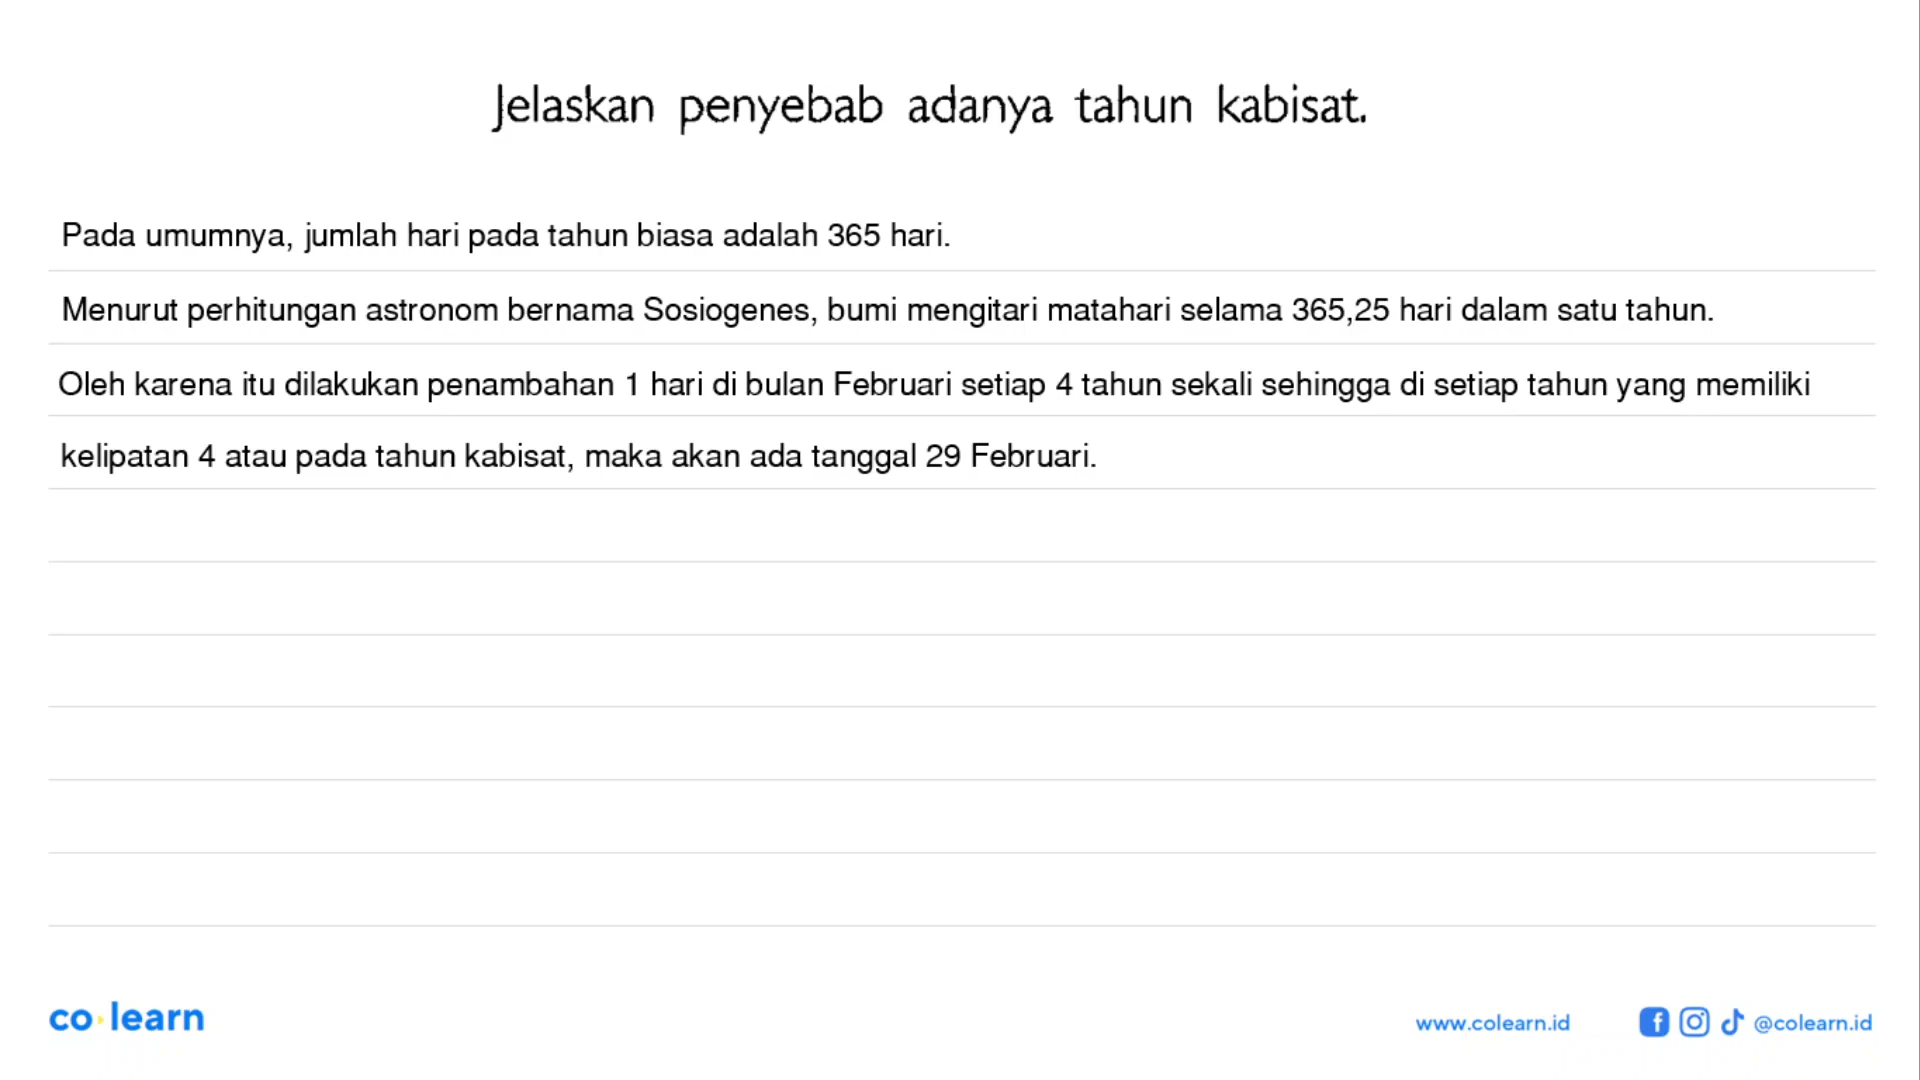 Jelaskan penyebab adanya tahun kabisat.
Pada umumnya, jumlah hari pada tahun biasa adalah 365 hari.
Menurut perhitungan astronom bernama Sosiogenes, bumi mengitari matahari selama 365,25 hari dalam satu tahun.
Oleh karena itu dilakukan penambahan 1 hari di bulan Februari setiap 4 tahun sekali sehingga di setiap tahun yang memiliki
kelipatan 4 atau pada tahun kabisat, maka akan ada tanggal 29 Februari.
co learn
www.colearn.id
@colearn.id